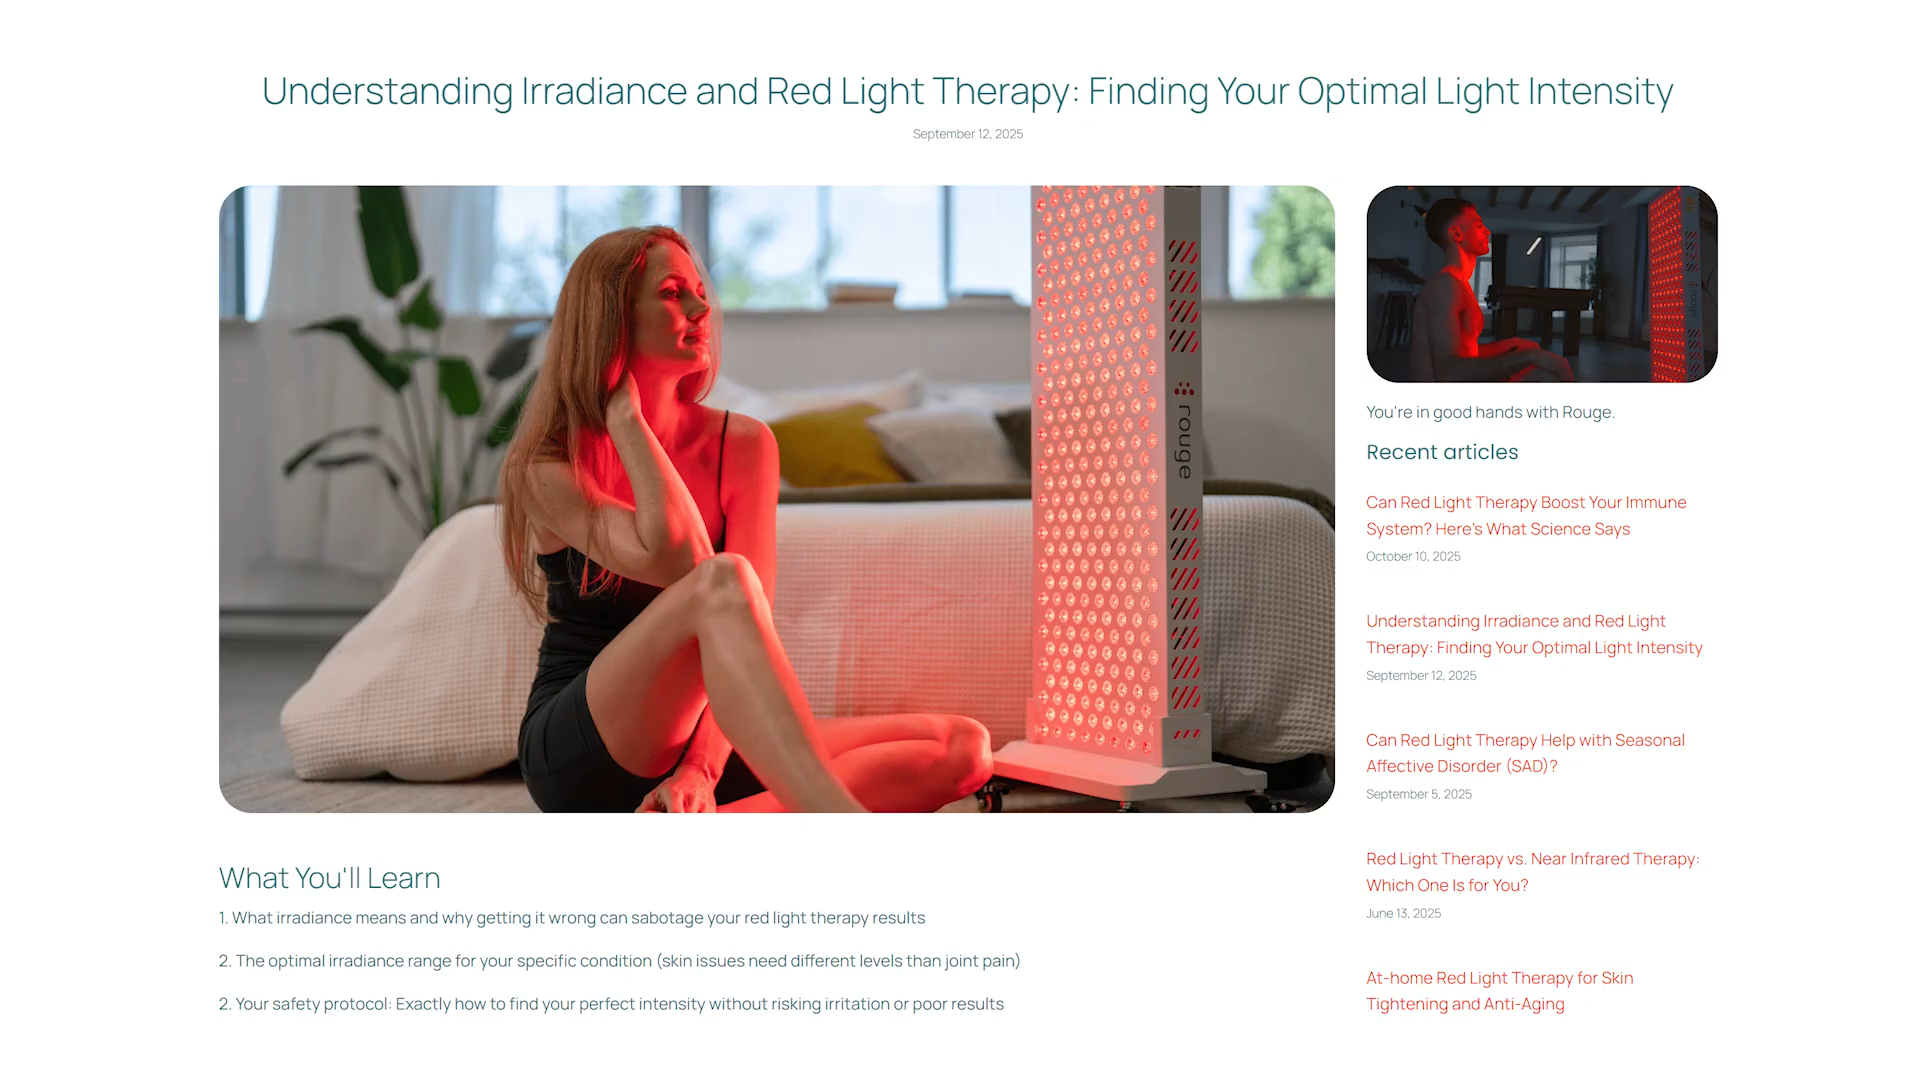 Understanding Irradiance and Red Light Therapy: Finding Your Optimal Light Intensity
September 12, 2025
rouge
You're in good hands with Rouge.
Recent articles
Can Red Light Therapy Boost Your Immune
System? Here's What Science Says
October 10, 2025
Understanding Irradiance and Red Light
Therapy: Finding Your Optimal Light Intensity
September 12, 2025
Can Red Light Therapy Help with Seasonal
Affective Disorder (SAD)?
September 5, 2025
Red Light Therapy vs. Near Infrared Therapy:
Which One Is for You?
June 13, 2025
At-home Red Light Therapy for Skin
Tightening and Anti-Aging
What You'll Learn
1. What irradiance means and why getting it wrong can sabotage your red light therapy results
2. The optimal irradiance range for your specific condition (skin issues need different levels than joint pain)
2. Your safety protocol: Exactly how to find your perfect intensity without risking irritation or poor results